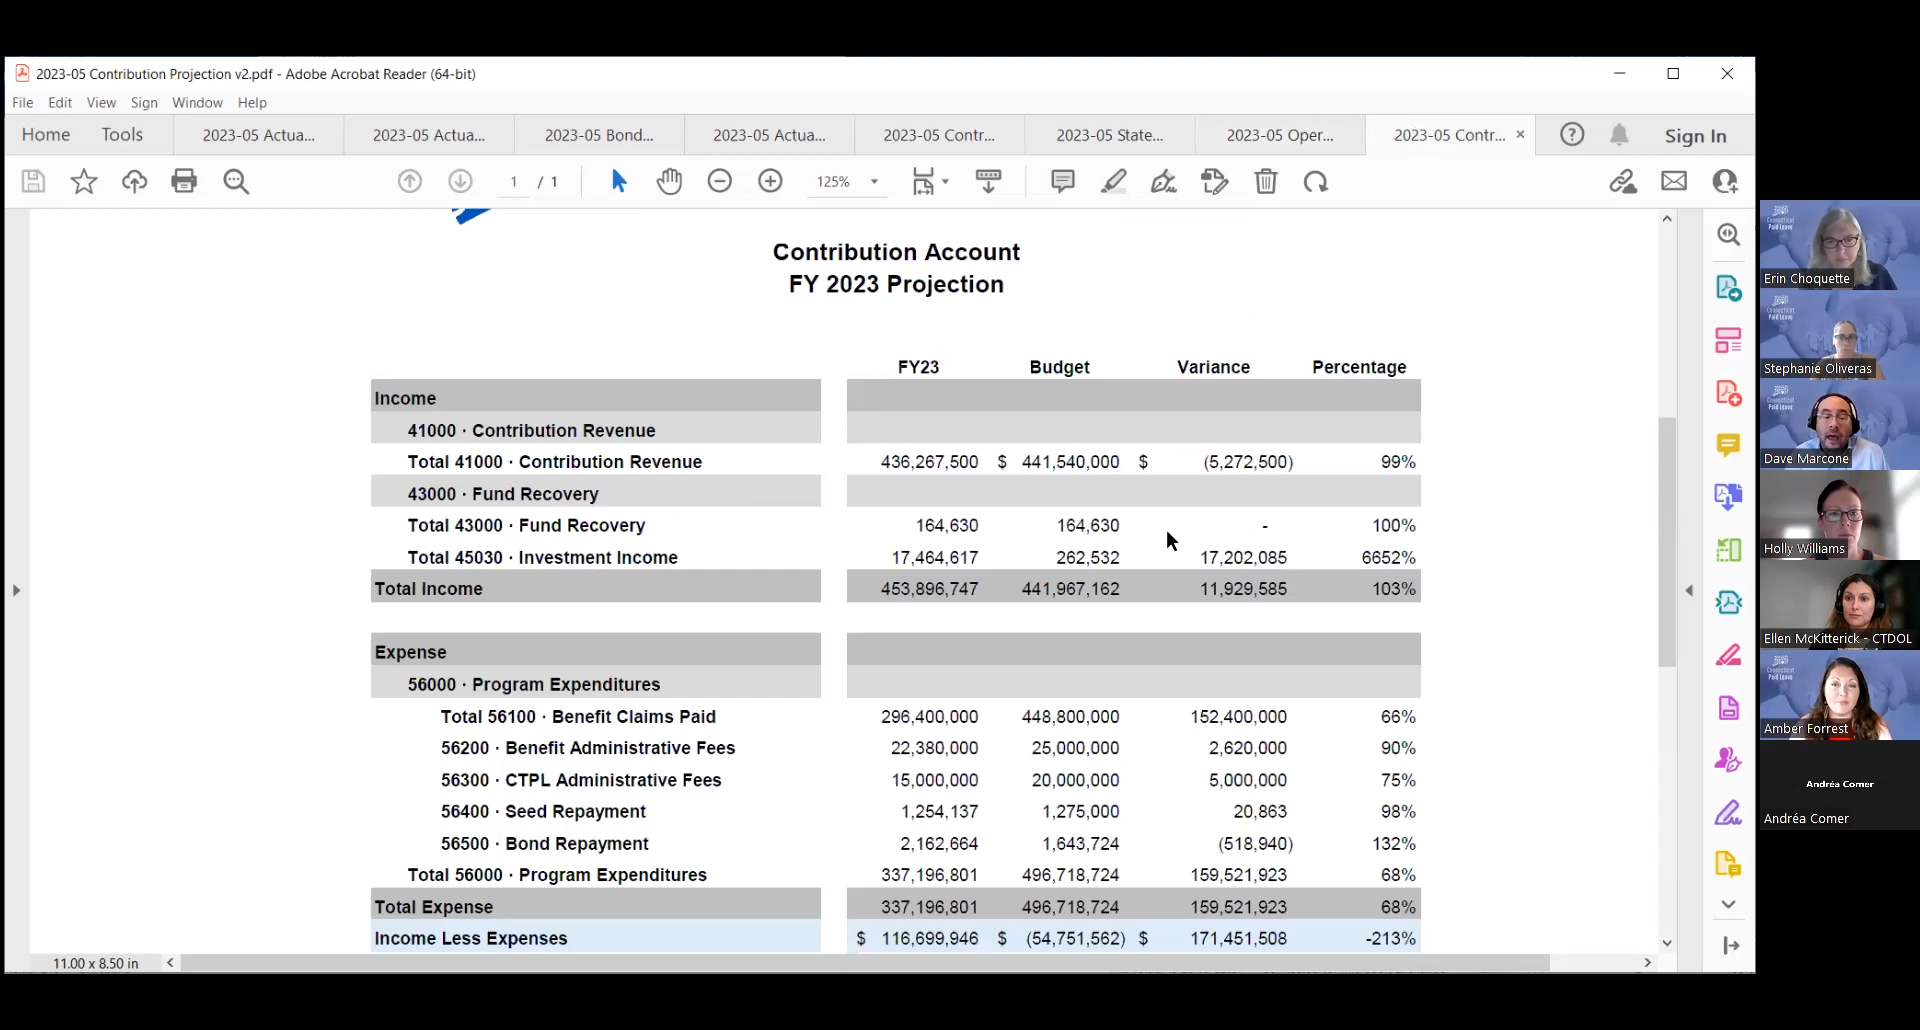 2023-05 Contribution Projection v2.pdf - Adobe Acrobat Reader (64-bit)
File Edit View Sign Window Help
Home Tools 2023-05 Actua... 2023-05 Actua... 2023-05 Bond... 2023-05 Actua... 2023-05 Contr... 2023-05 State... 2023-05 Oper... 2023-05 Contr... × Sign In
1 / 1 125%
Contribution Account
FY 2023 Projection
FY23 Budget Variance Percentage
Income
41000 · Contribution Revenue
Total 41000 · Contribution Revenue 436,267,500 $ 441,540,000 $ (5,272,500) 99%
43000 · Fund Recovery
Total 43000 · Fund Recovery 164,630 164,630 - 100%
Total 45030 · Investment Income 17,464,617 262,532 17,202,085 6652%
Total Income 453,896,747 441,967,162 11,929,585 103%
Expense
56000 · Program Expenditures
Total 56100 · Benefit Claims Paid 296,400,000 448,800,000 152,400,000 66%
56200 · Benefit Administrative Fees 22,380,000 25,000,000 2,620,000 90%
56300 · CTPL Administrative Fees 15,000,000 20,000,000 5,000,000 75%
56400 · Seed Repayment 1,254,137 1,275,000 20,863 98%
56500 · Bond Repayment 2,162,664 1,643,724 (518,940) 132%
Total 56000 · Program Expenditures 337,196,801 496,718,724 159,521,923 68%
Total Expense 337,196,801 496,718,724 159,521,923 68%
Income Less Expenses $ 116,699,946 $ (54,751,562) $ 171,451,508 -213%
11.00 x 8.50 in
Connecticut
Paid Leave
Erin Choquette
Connecticut
Paid Leave
Stephanie Oliveras
Connecticut
Paid Leave
Dave Marcone
Holly Williams
Ellen McKitterick - CTDOL
Connecticut
Paid Leave
Amber Forrest
Andréa Comer
Andréa Comer